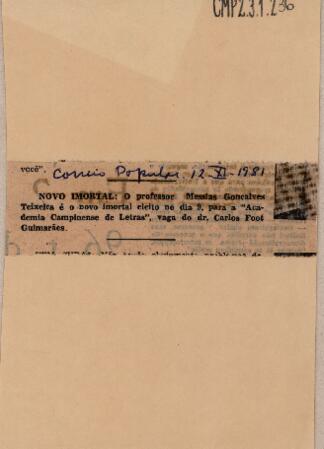 CMP2.3.1.236
você".
Correio Popular 12-XI-1981
NOVO IMORTAL: O professor Messias Gonçalves
Teixeira é o novo imortal eleito no dia 9, para a "Aca-
demia Campinense de Letras", vaga do dr. Carlos Foot
Guimarães.